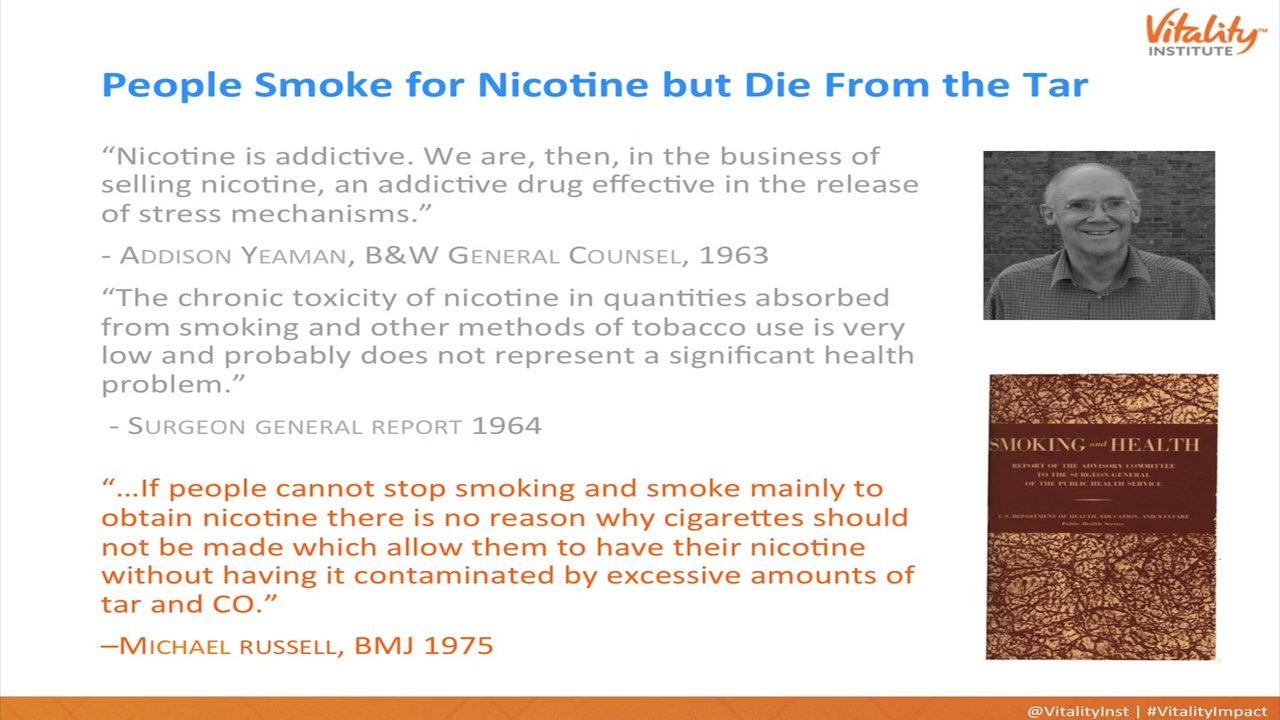 Vitality™
INSTITUTE
People Smoke for Nicotine but Die From the Tar
“Nicotine is addictive. We are, then, in the business of
selling nicotine, an addictive drug effective in the release
of stress mechanisms.”
- ADDISON YEAMAN, B&W GENERAL COUNSEL, 1963
“The chronic toxicity of nicotine in quantities absorbed
from smoking and other methods of tobacco use is very
low and probably does not represent a significant health
problem.”
- SURGEON GENERAL REPORT 1964
“…If people cannot stop smoking and smoke mainly to
obtain nicotine there is no reason why cigarettes should
not be made which allow them to have their nicotine
without having it contaminated by excessive amounts of
tar and CO.”
–MICHAEL RUSSELL, BMJ 1975
SMOKING and HEALTH
REPORT OF THE ADVISORY COMMITTEE
TO THE SURGEON GENERAL
OF THE PUBLIC HEALTH SERVICE
U.S. DEPARTMENT OF HEALTH, EDUCATION, AND WELFARE
Public Health Service
@VitalityInst | #VitalityImpact